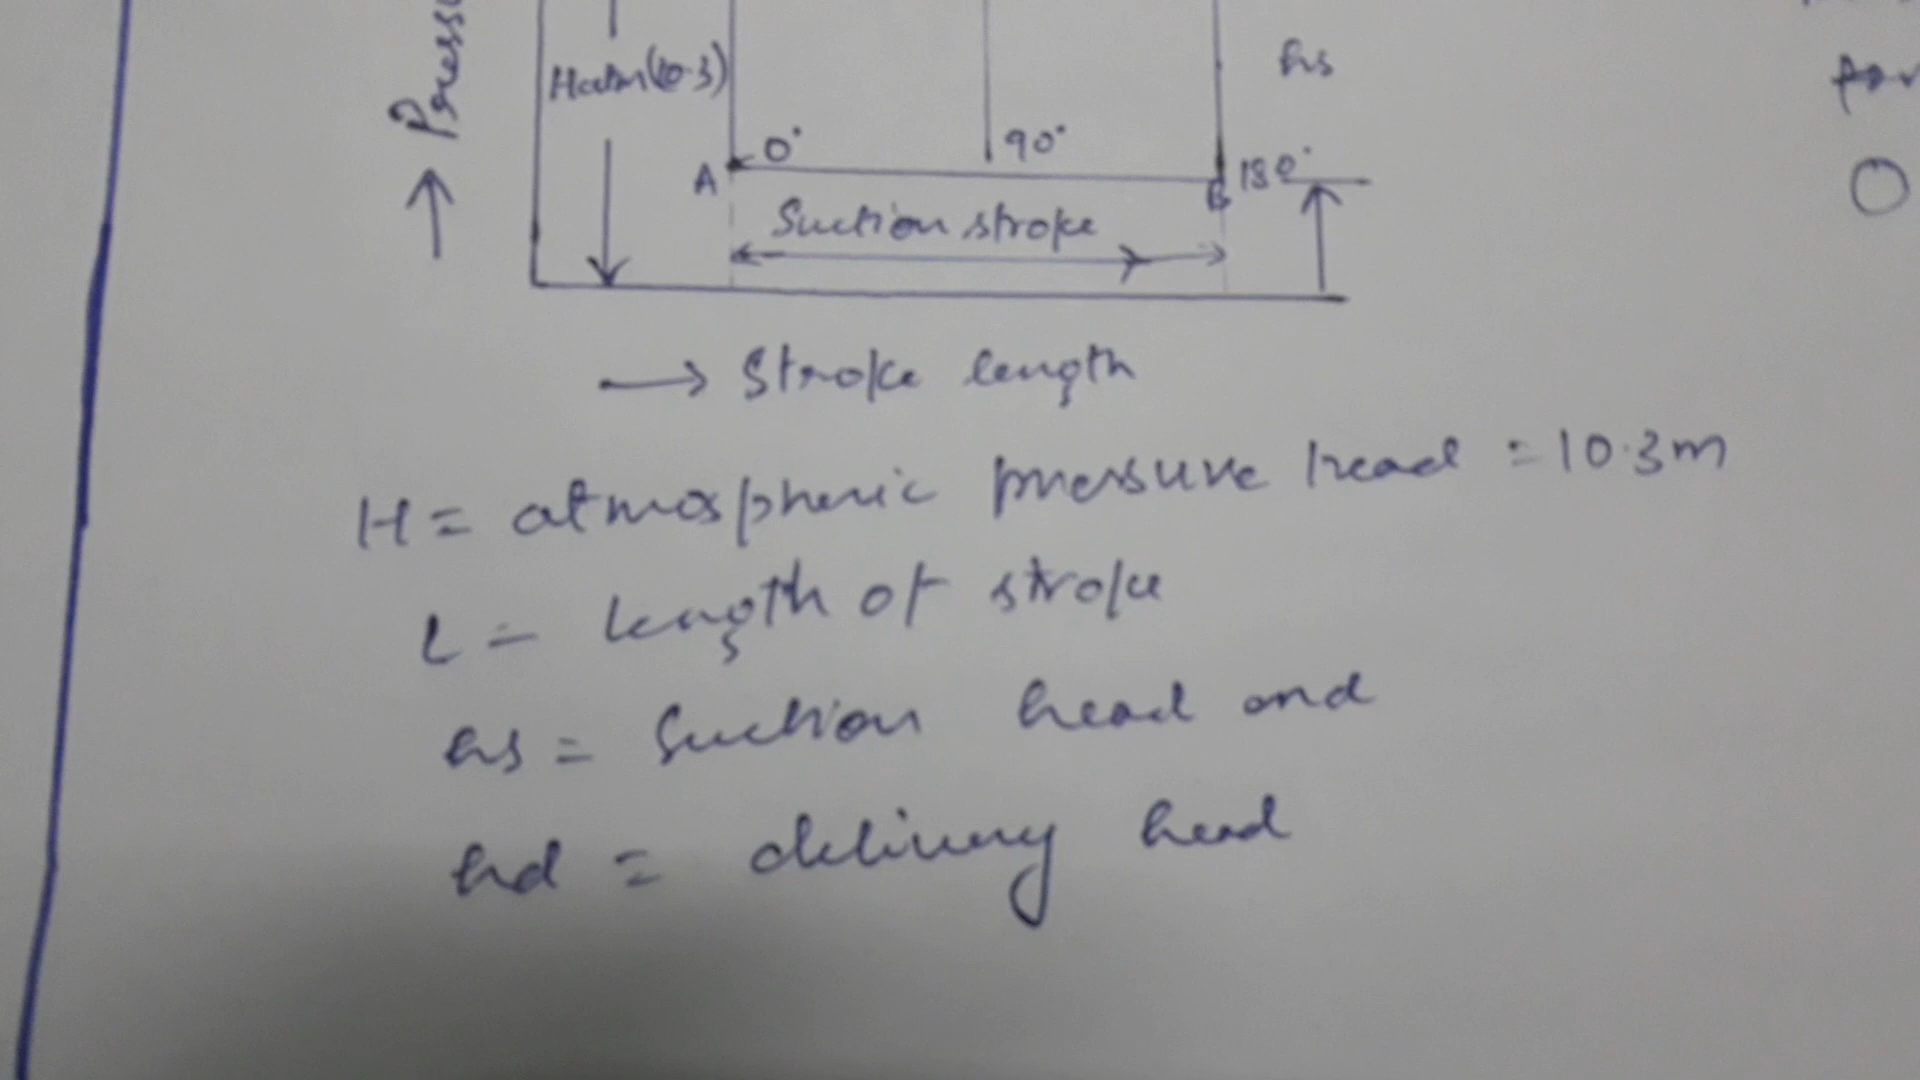 Hatm(10.3)
hs
for
0°
90°
A
B
180°
Suction stroke
Stroke length
H = atmospheric pressure head = 10.3m
L = length of stroke
hs = Suction head and
hd = delivery head